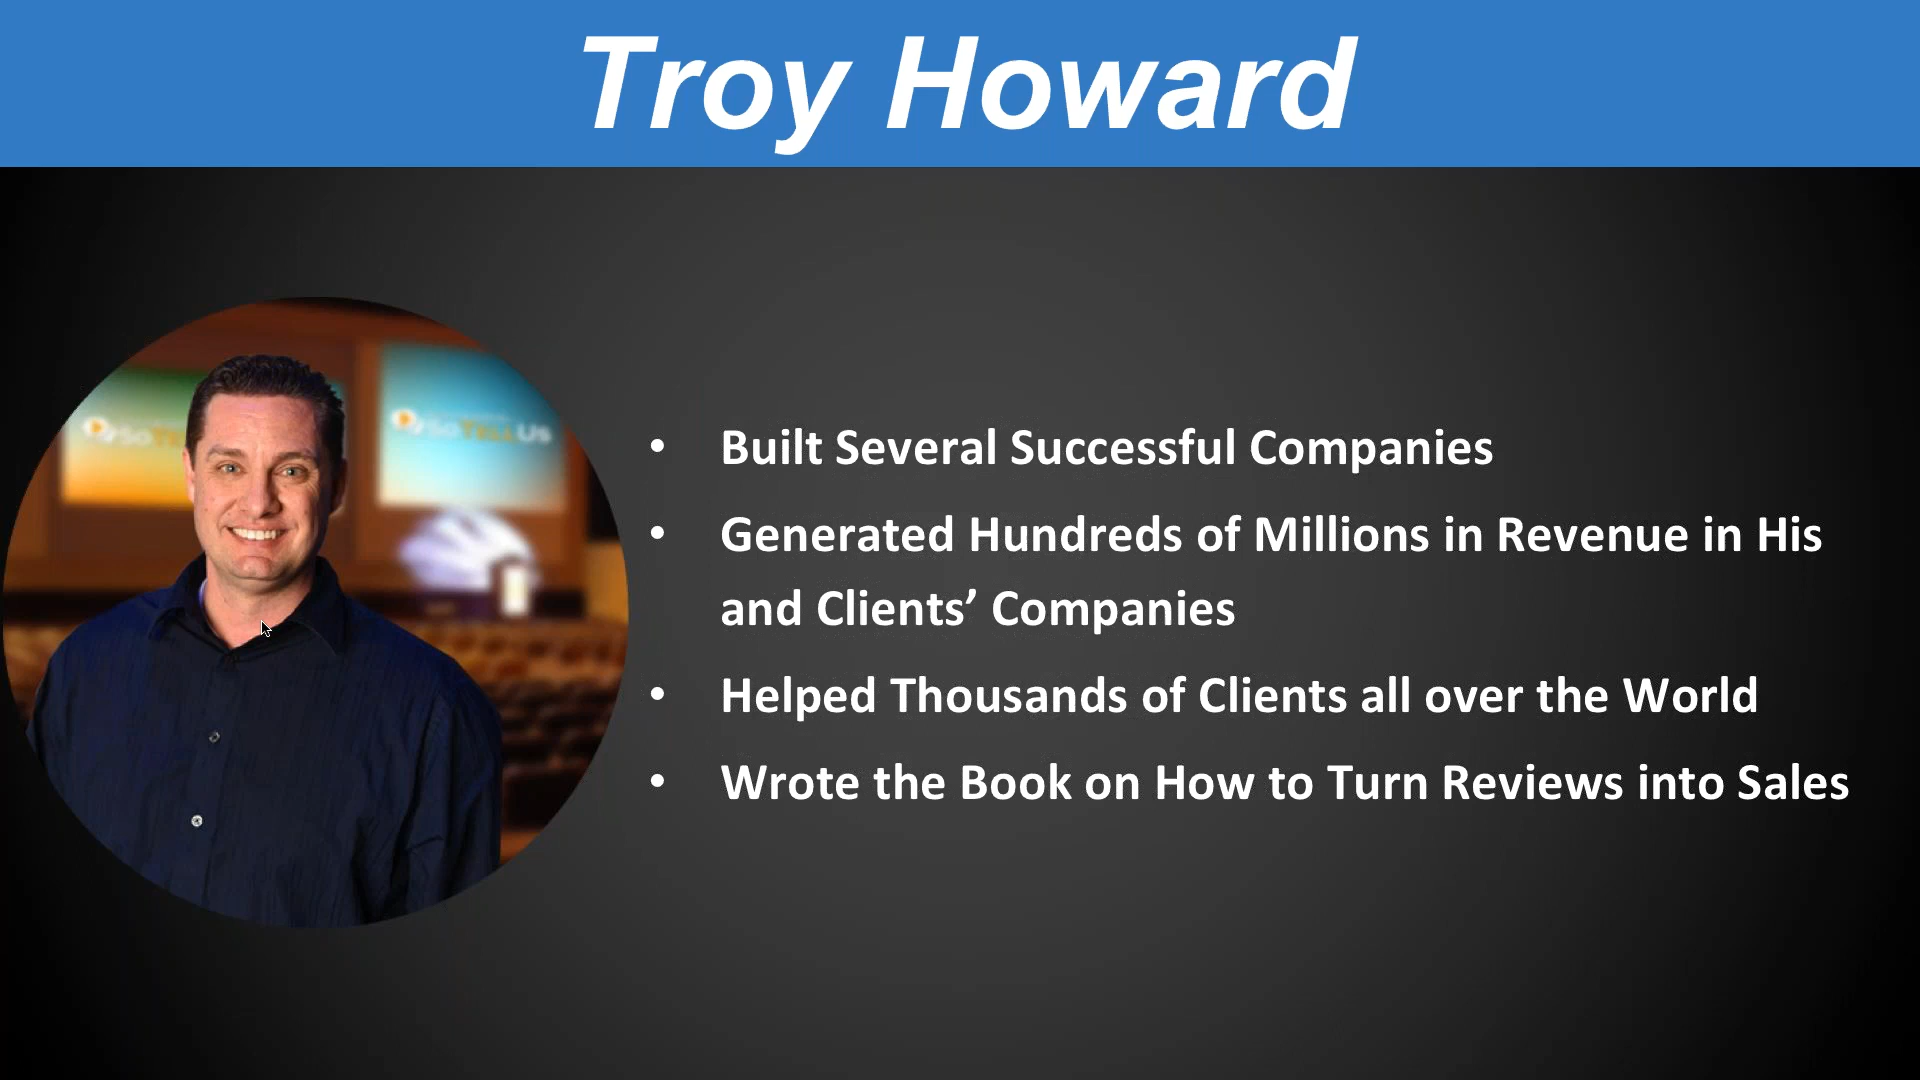 Troy Howard
SoTELLUS
• Built Several Successful Companies
• Generated Hundreds of Millions in Revenue in His
and Clients’ Companies
• Helped Thousands of Clients all over the World
• Wrote the Book on How to Turn Reviews into Sales